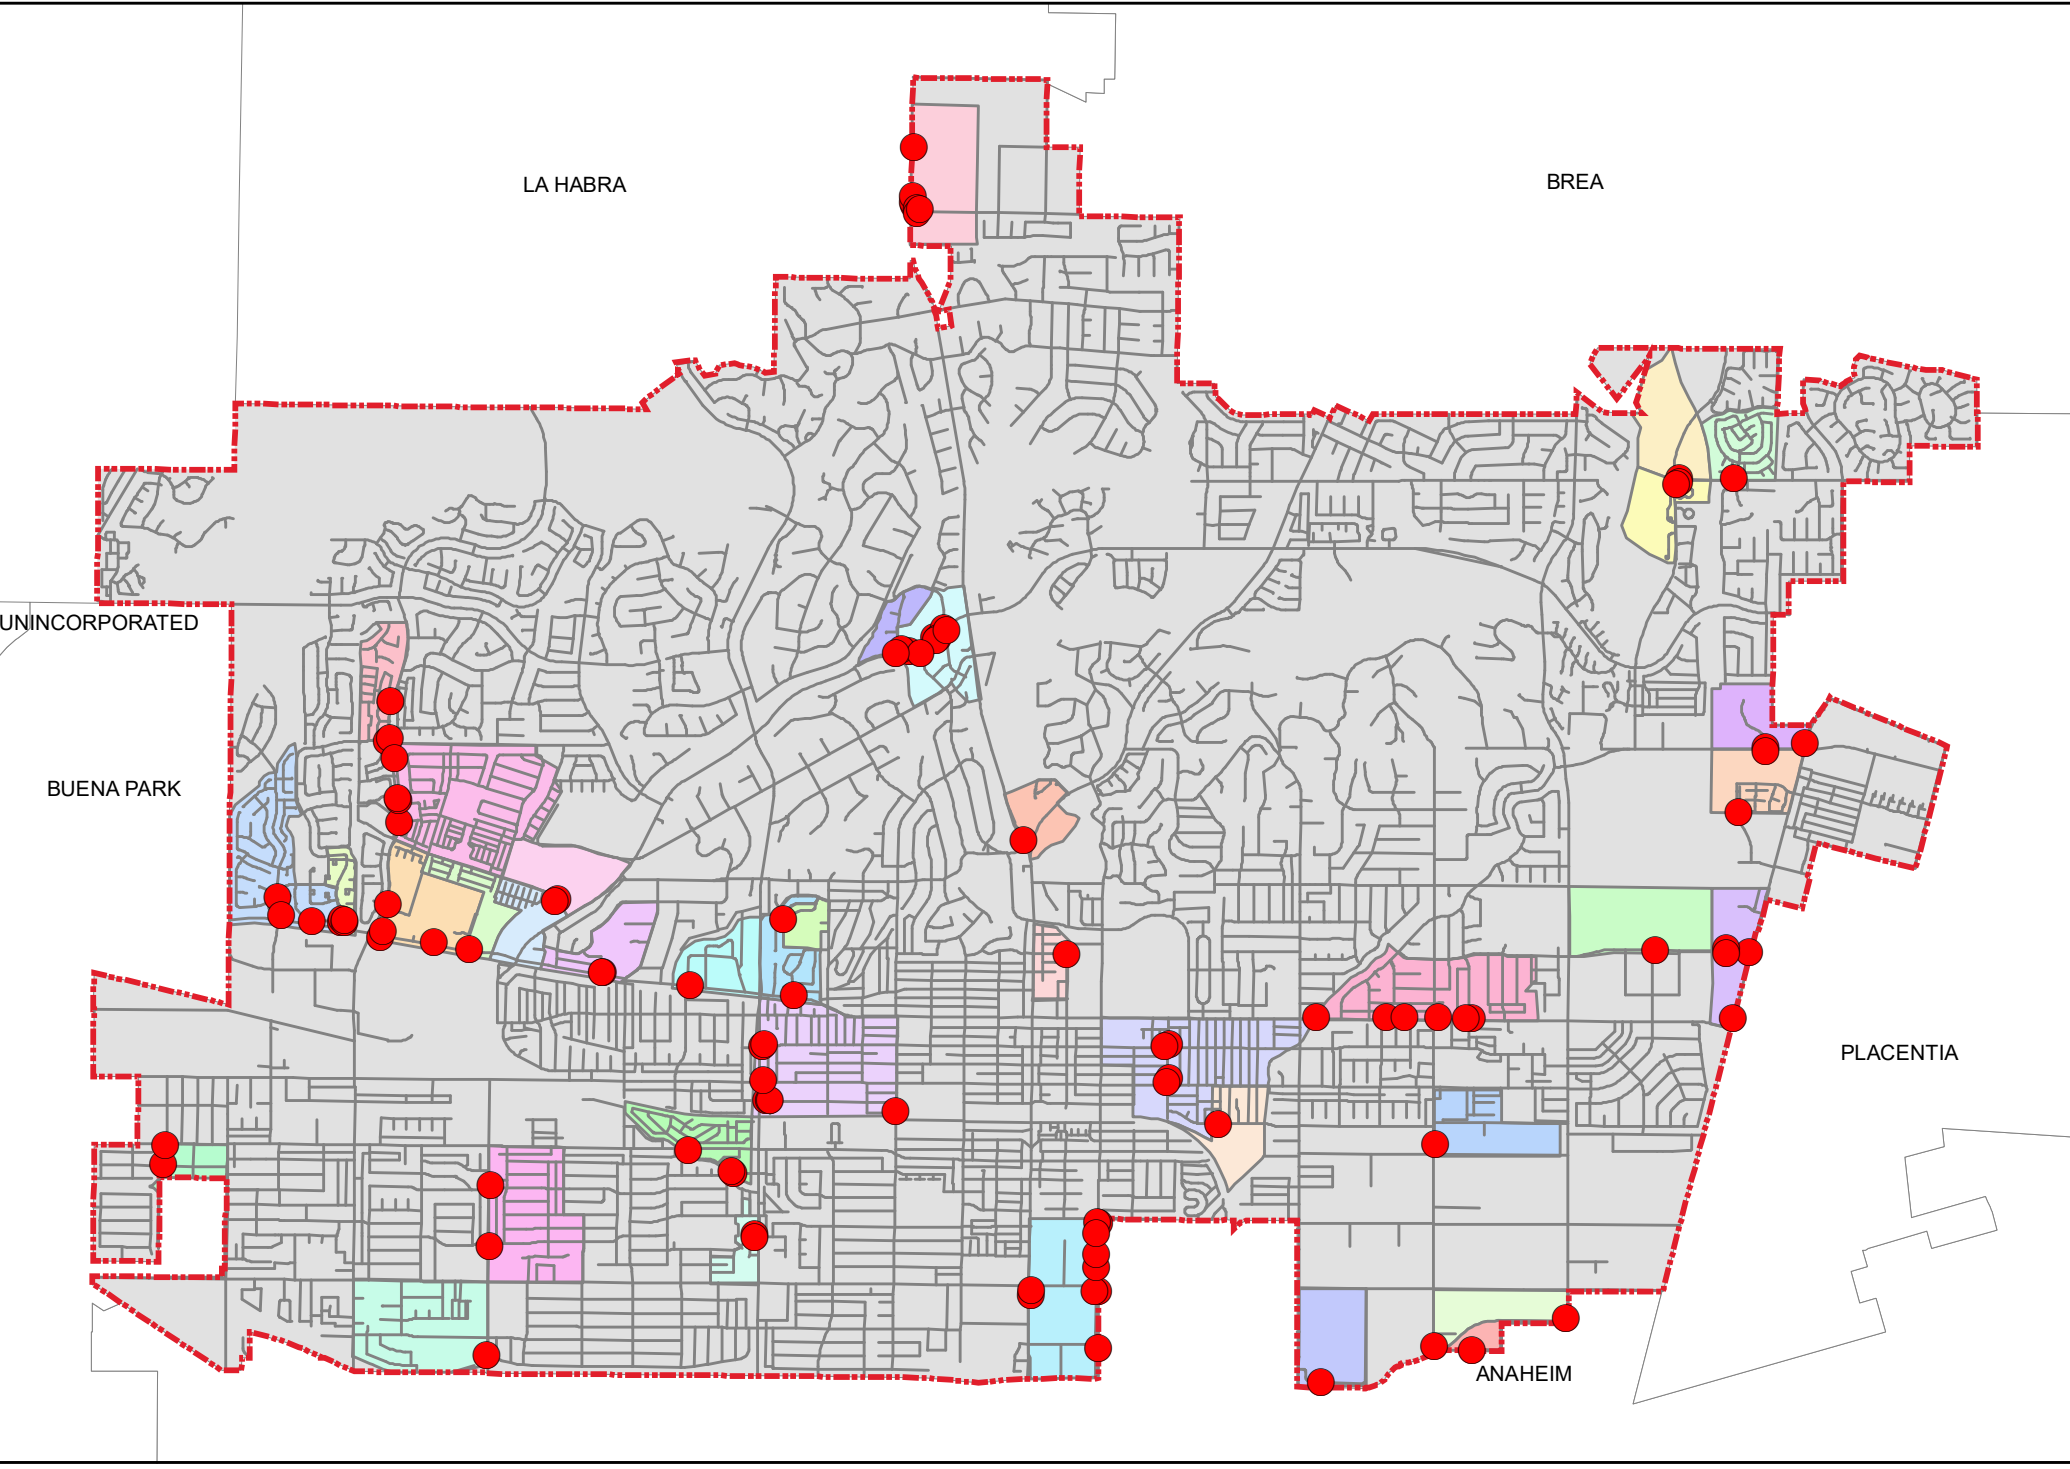 BREA
LA HABRA
UNINCORPORATED
BUENA PARK
PLACENTIA
ANAHEIM